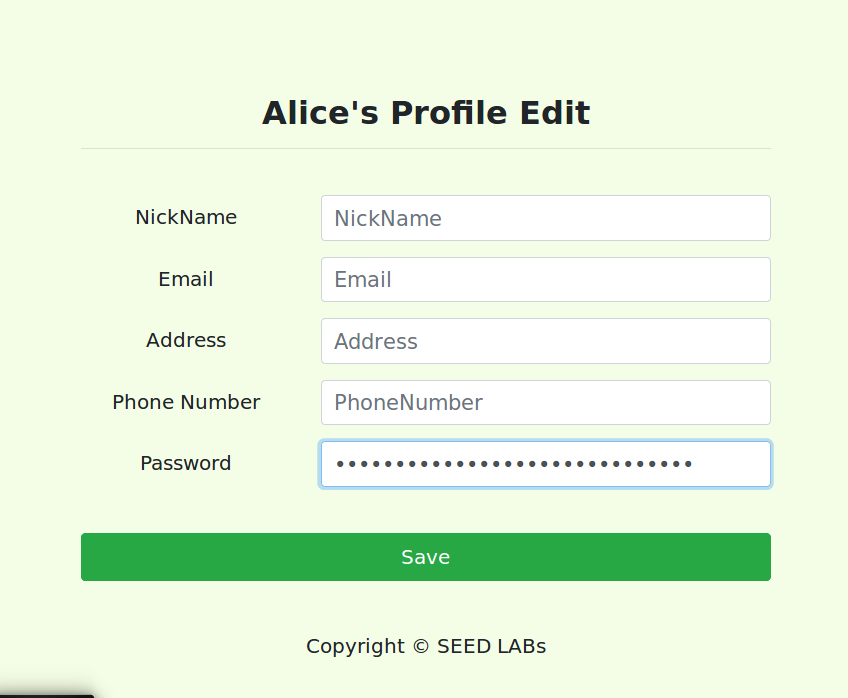 Alice's Profile Edit
NickName NickName
Email Email
Address Address
Phone Number PhoneNumber
Password ••••••••••••••••••••••••••••••
Save
Copyright © SEED LABs